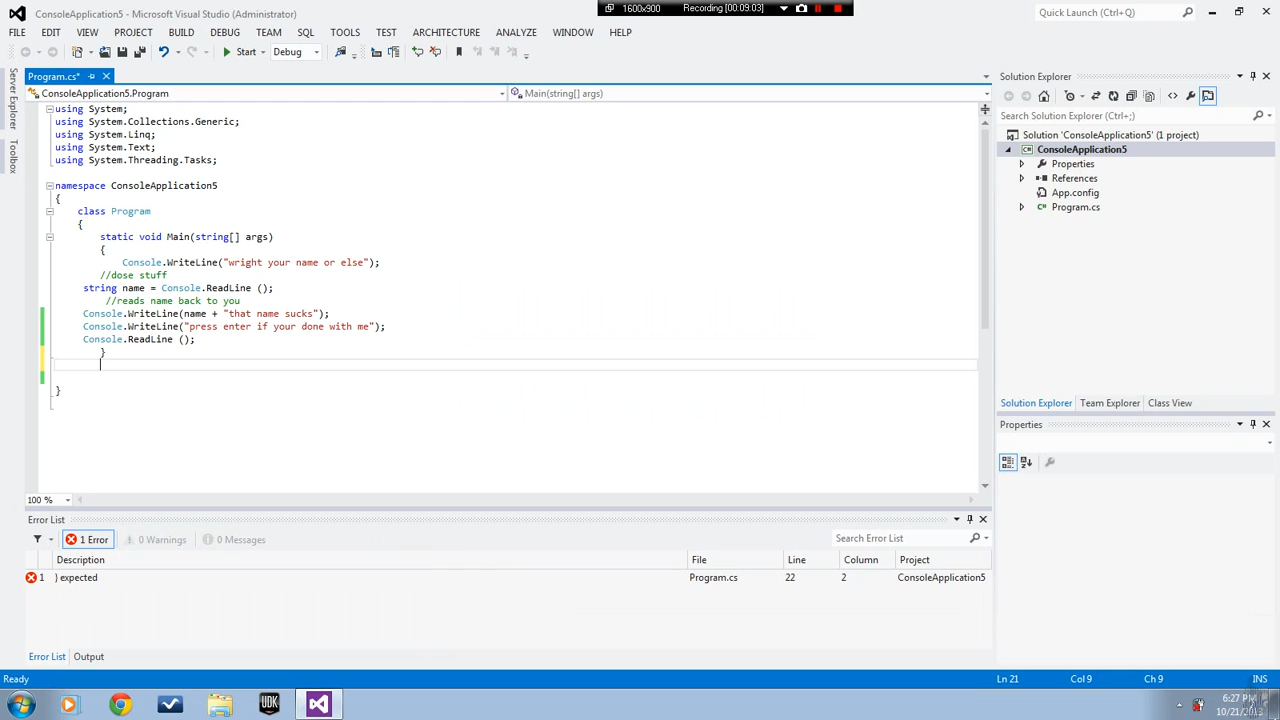 ConsoleApplication5 - Microsoft Visual Studio (Administrator)
1600x900
Recording [00:09:03]
Quick Launch (Ctrl+Q)
FILE EDIT VIEW PROJECT BUILD DEBUG TEAM SQL TOOLS TEST ARCHITECTURE ANALYZE WINDOW HELP
Start Debug
Server Explorer
Toolbox
Program.cs*
ConsoleApplication5.Program
Main(string[] args)
using System;
using System.Collections.Generic;
using System.Linq;
using System.Text;
using System.Threading.Tasks;
namespace ConsoleApplication5
{
class Program
{
static void Main(string[] args)
{
Console.WriteLine("wright your name or else");
//dose stuff
string name = Console.ReadLine ();
//reads name back to you
Console.WriteLine(name + "that name sucks");
Console.WriteLine("press enter if your done with me");
Console.ReadLine ();
}
}
100 %
Solution Explorer
Search Solution Explorer (Ctrl+;)
Solution 'ConsoleApplication5' (1 project)
C# ConsoleApplication5
Properties
References
App.config
C# Program.cs
Solution Explorer Team Explorer Class View
Properties
Error List
1 Error 0 Warnings 0 Messages
Search Error List
Description File Line Column Project
1 } expected Program.cs 22 2 ConsoleApplication5
Error List Output
Ready Ln 21 Col 9 Ch 9 INS
UDK
6:27 PM